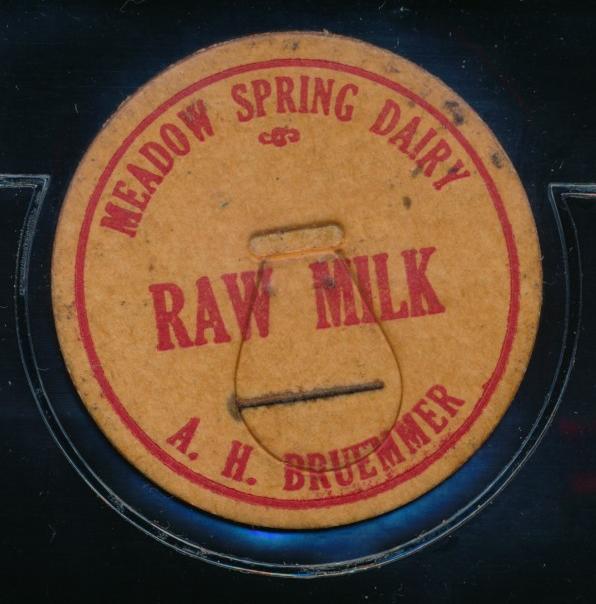 MEADOW SPRING DAIRY
RAW MILK
A. H. BRUEMMER